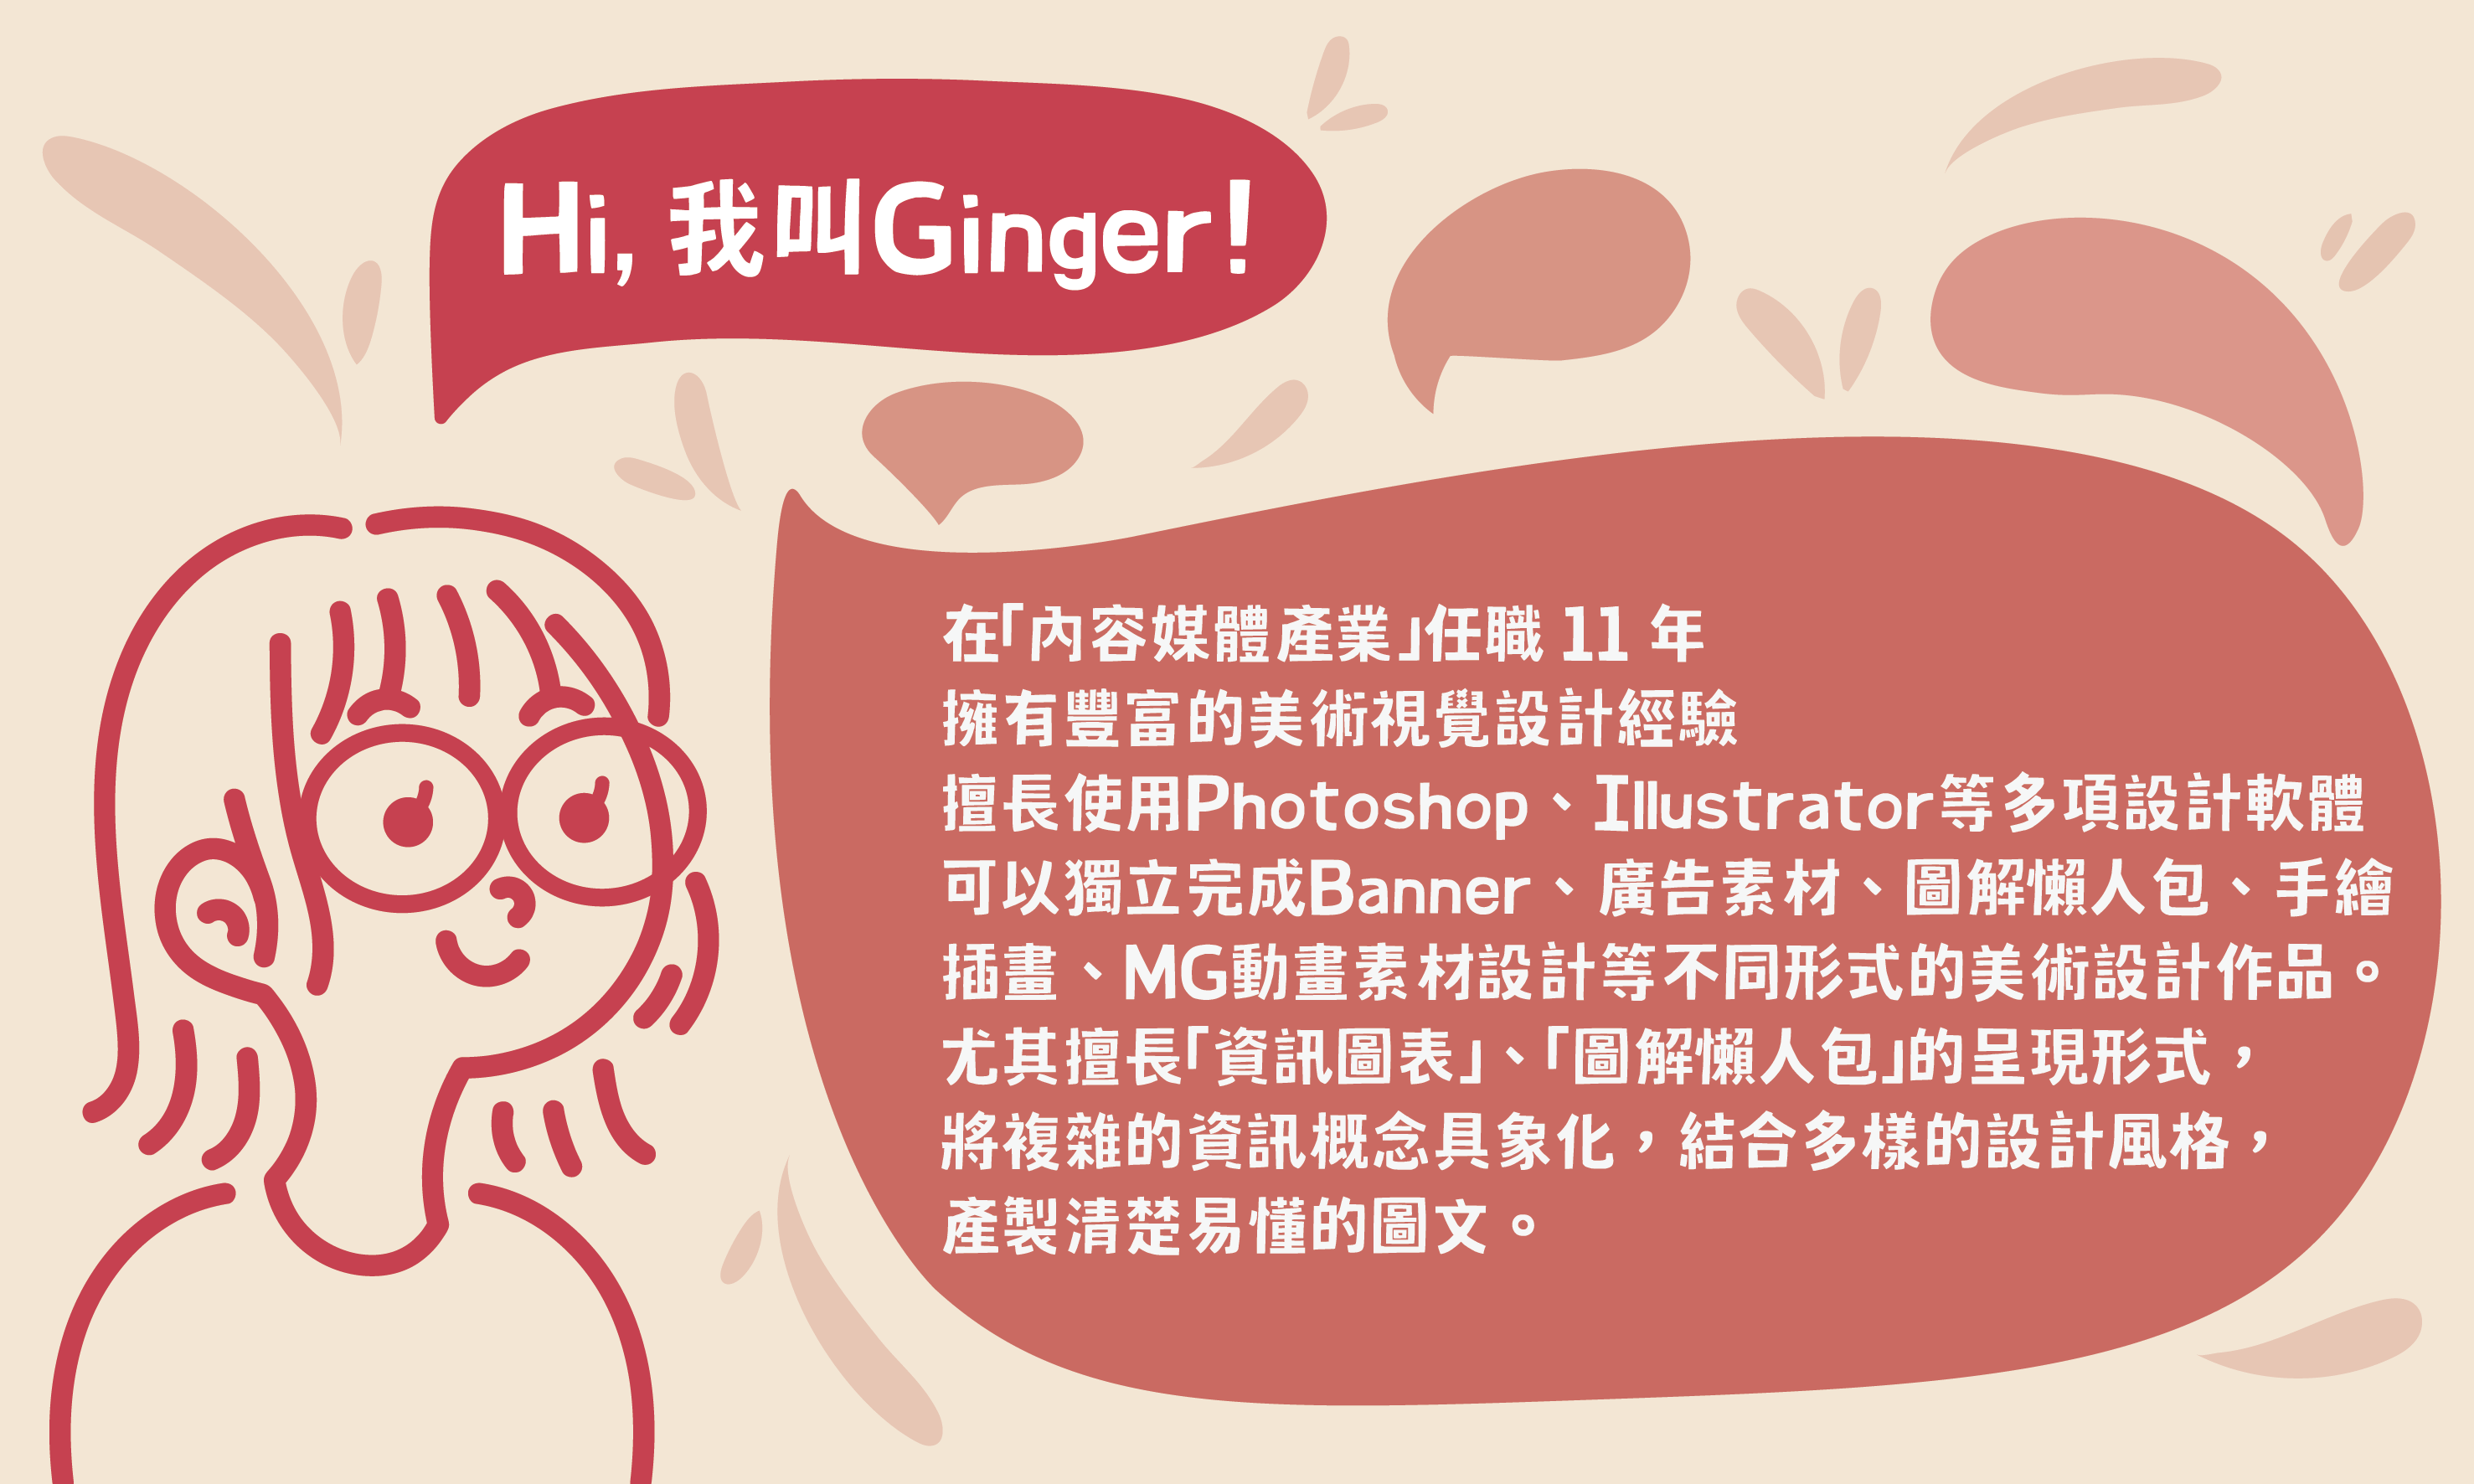 Hi, 我叫Ginger!
在「內容媒體產業」任職 11 年
擁有豐富的美術視覺設計經驗
擅長使用Photoshop、Illustrator等多項設計軟體
可以獨立完成Banner、廣告素材、圖解懶人包、手繪
插畫、MG動畫素材設計等不同形式的美術設計作品。
尤其擅長「資訊圖表」、「圖解懶人包」的呈現形式，
將複雜的資訊概念具象化，結合多樣的設計風格，
產製清楚易懂的圖文。